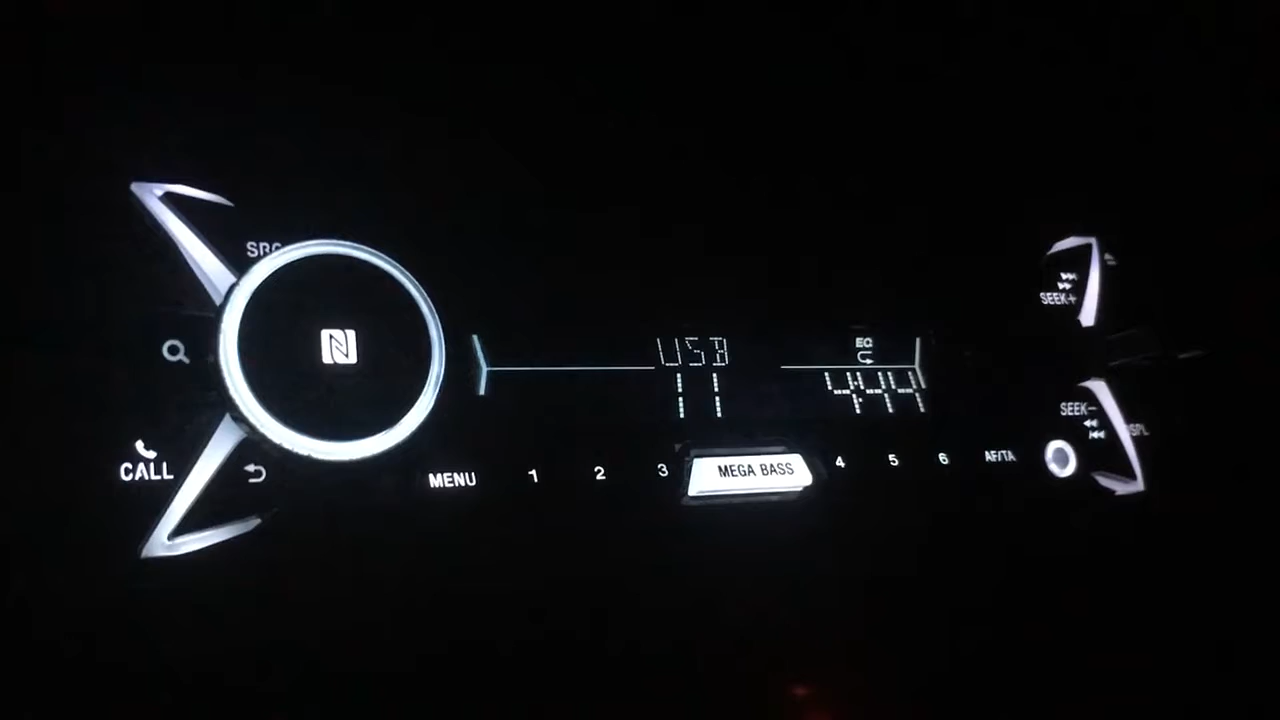 SRC
SEEK+
USB
EQ
11 4:44
SEEK-
CALL
MENU 1 2 3 MEGA BASS 4 5 6 AF/TA